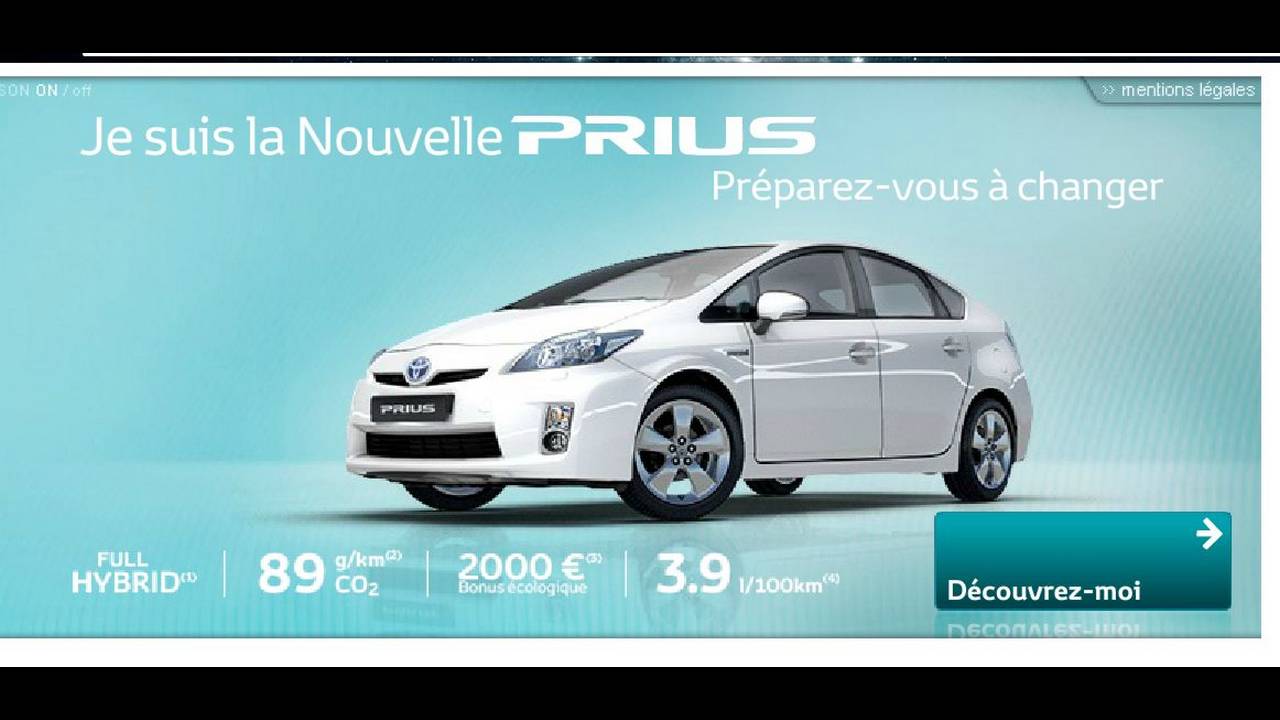 SON ON / off
>> mentions légales
Je suis la Nouvelle PRIUS
Préparez-vous à changer
PRIUS
FULL
HYBRID(1)
89 g/km(2)
CO2
2000 €(3)
Bonus écologique
3.9 l/100km(4)
Découvrez-moi